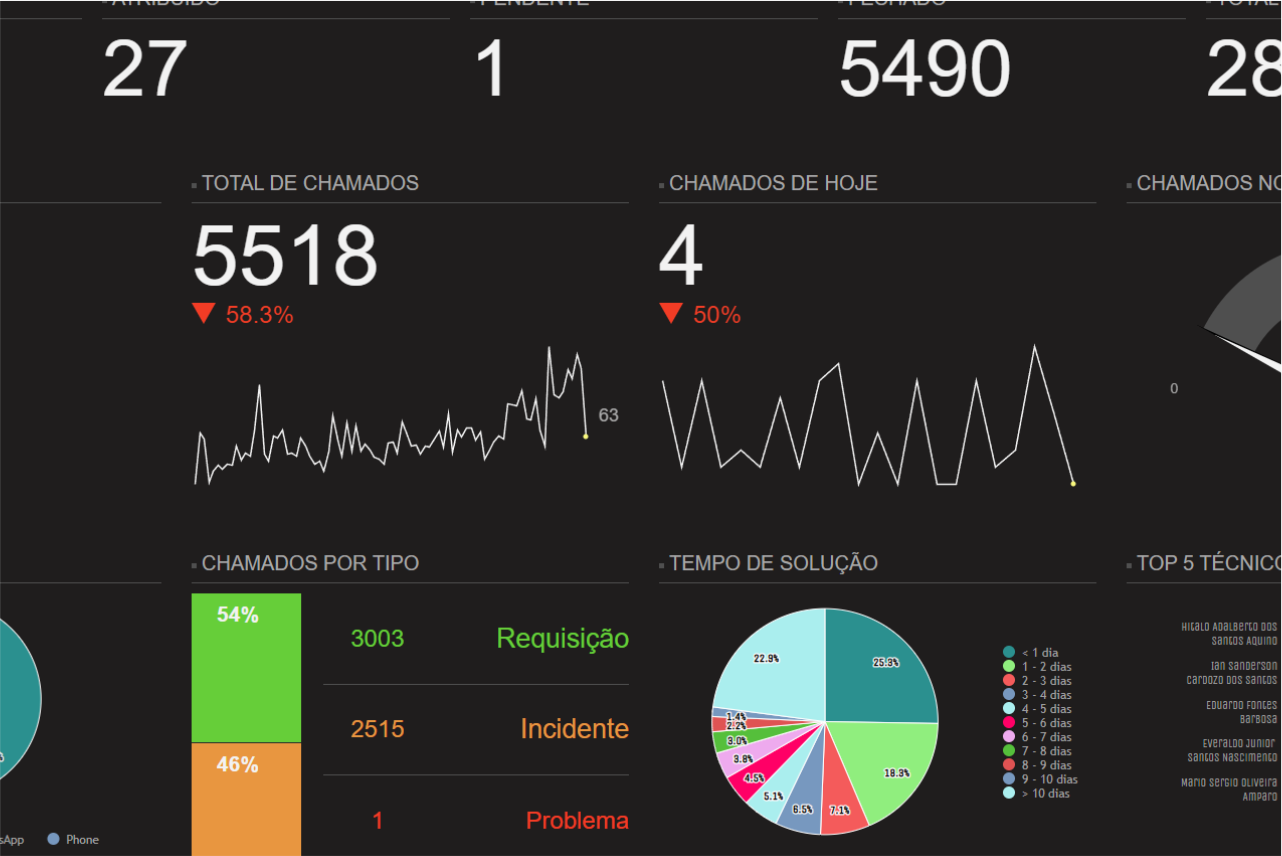 ATRIBUÍDO
PENDENTE
FECHADO
TOTAL
27
1
5490
28
TOTAL DE CHAMADOS
CHAMADOS DE HOJE
CHAMADOS NO
5518
4
58.3%
50%
63
0
CHAMADOS POR TIPO
TEMPO DE SOLUÇÃO
TOP 5 TÉCNICO
54%
3003
Requisição
2515
Incidente
46%
1
Problema
22.9%
25.3%
1.4%
2.2%
3.0%
3.8%
4.5%
5.1%
6.5%
7.1%
18.3%
< 1 dia
1 - 2 dias
2 - 3 dias
3 - 4 dias
4 - 5 dias
5 - 6 dias
6 - 7 dias
7 - 8 dias
8 - 9 dias
9 - 10 dias
> 10 dias
Hitalo Adalberto dos
Santos Aquino
Ian Sanderson
Cardozo dos Santos
Eduardo Fontes
Barbosa
Everaldo Junior
Santos Nascimento
Mario Sergio Oliveira
Amparo
sApp
Phone